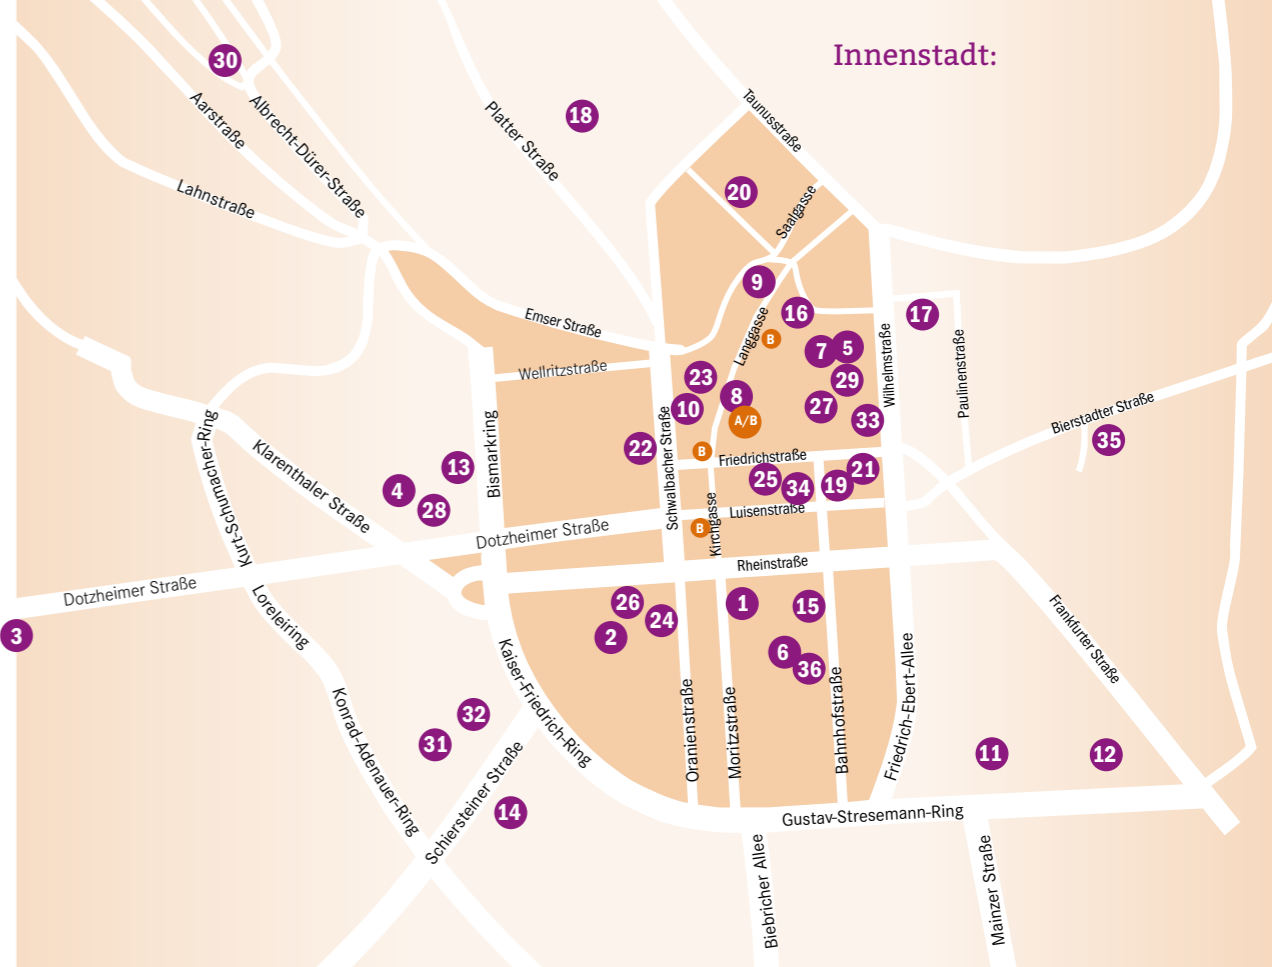 Innenstadt:
30
18
Aarstraße
Albrecht-Dürer-Straße
Lahnstraße
Platter Straße
Taunusstraße
20
Saalgasse
9
16
17
Emser Straße
Langgasse
B
7
5
Wilhelmstraße
Paulinenstraße
Wellritzstraße
23
29
10
8
27
A/B
33
Bierstadter Straße
35
Kurt-Schumacher-Ring
Klarenthaler Straße
Bismarkring
13
22
Schwalbacher Straße
B
Friedrichstraße
4
28
25
34
19
21
Kirchgasse
Luisenstraße
B
Dotzheimer Straße
Rheinstraße
Dotzheimer Straße
3
Loreleiring
26
24
2
1
15
6
36
Frankfurter Straße
Kaiser-Friedrich-Ring
Konrad-Adenauer-Ring
32
31
Oranienstraße
Moritzstraße
Bahnhofstraße
Friedrich-Ebert-Allee
11
12
Schiersteiner Straße
14
Gustav-Stresemann-Ring
Biebricher Allee
Mainzer Straße